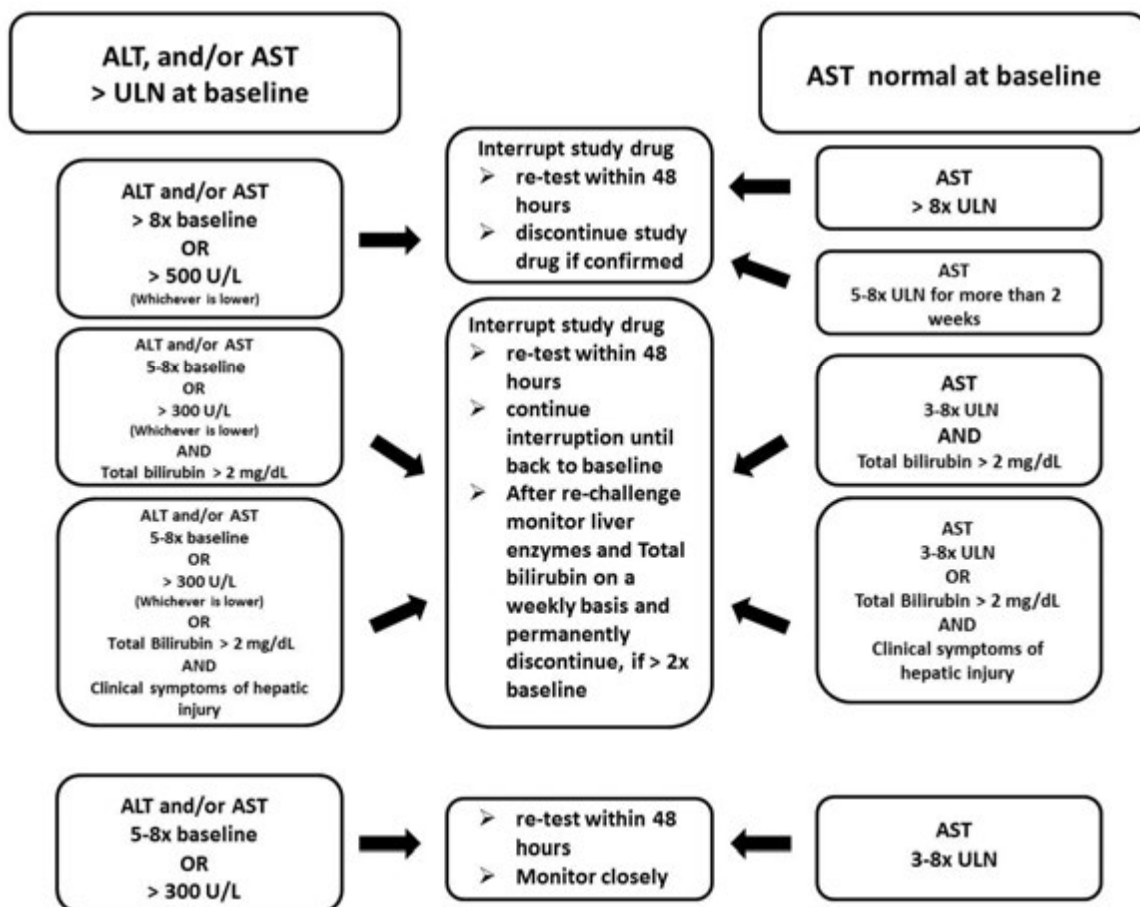 ALT, and/or AST
> ULN at baseline
AST normal at baseline
ALT and/or AST
> 8x baseline
OR
> 500 U/L
(Whichever is lower)
ALT and/or AST
5-8x baseline
OR
> 300 U/L
(Whichever is lower)
AND
Total bilirubin > 2 mg/dL
ALT and/or AST
5-8x baseline
OR
> 300 U/L
(Whichever is lower)
OR
Total Bilirubin > 2 mg/dL
AND
Clinical symptoms of hepatic
injury
ALT and/or AST
5-8x baseline
OR
> 300 U/L
Interrupt study drug
➢ re-test within 48
hours
➢ discontinue study
drug if confirmed
Interrupt study drug
➢ re-test within 48
hours
➢ continue
interruption until
back to baseline
➢ After re-challenge
monitor liver
enzymes and Total
bilirubin on a
weekly basis and
permanently
discontinue, if > 2x
baseline
➢ re-test within 48
hours
➢ Monitor closely
AST
> 8x ULN
AST
5-8x ULN for more than 2
weeks
AST
3-8x ULN
AND
Total bilirubin > 2 mg/dL
AST
3-8x ULN
OR
Total Bilirubin > 2 mg/dL
AND
Clinical symptoms of
hepatic injury
AST
3-8x ULN